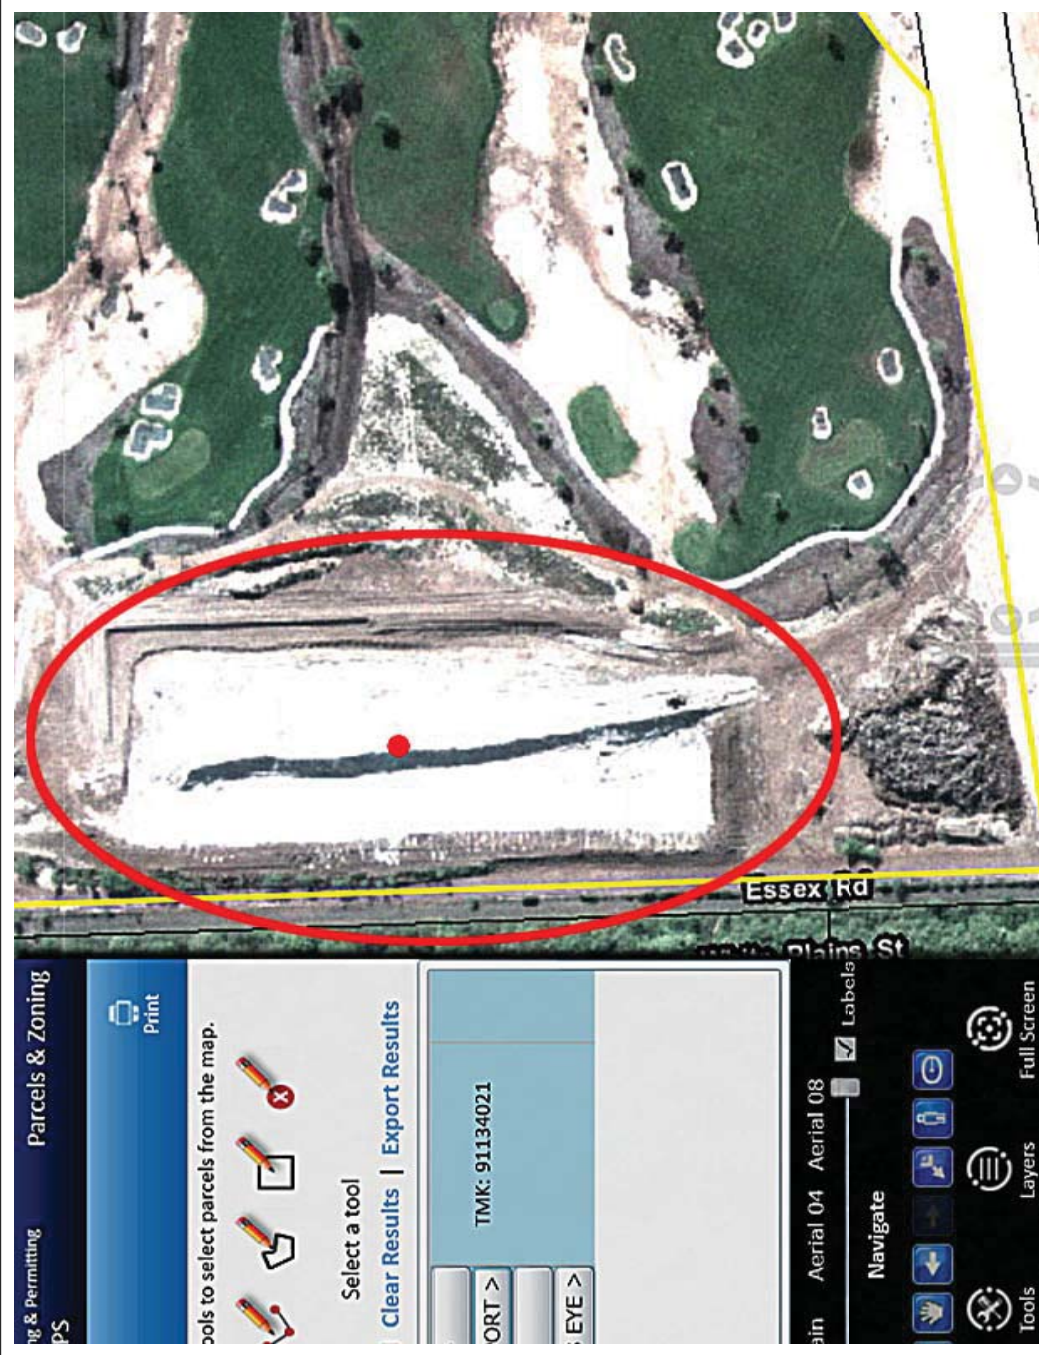 Essex Rd
White Plains St
ng & Permitting
PS
Parcels & Zoning
Print
ools to select parcels from the map.
Select a tool
Clear Results | Export Results
TMK: 91134021
ORT >
EYE >
ain
Aerial 04
Aerial 08
Labels
Navigate
Tools
Layers
Full Screen